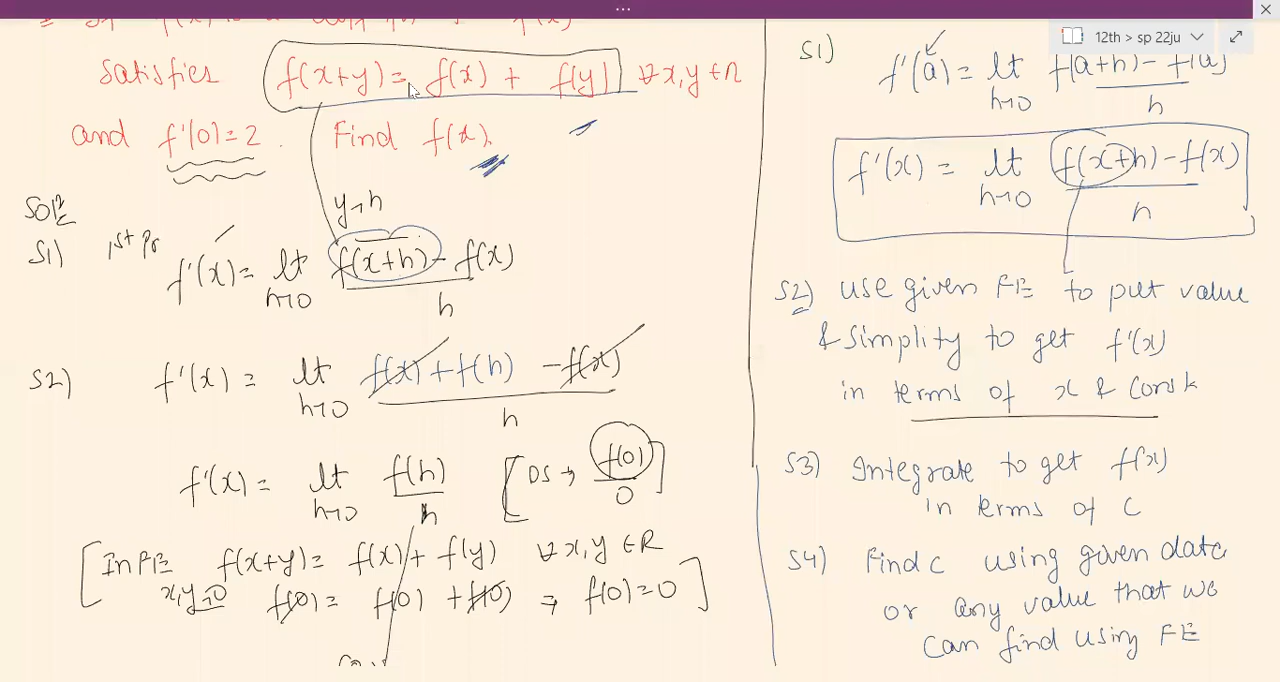 satisfies f(x+y) = f(x) + f(y) ∀ x,y ∈ R
and f'(0)=2. Find f(x).
Solⁿ
y→h
S1) 1st Pr f'(x) = lt h→0 f(x+h) - f(x) / h
S2) f'(x) = lt h→0 f(x) + f(h) - f(x) / h
f'(x) = lt h→0 f(h) / h [DS → f(0) / 0]
[In FE f(x+y) = f(x) + f(y) ∀ x,y ∈ R
x,y=0 f(0) = f(0) + f(0) ⇒ f(0)=0]
12th > sp 22ju
S1) f'(a) = lt h→0 f(a+h) - f(a) / h
f'(x) = lt h→0 f(x+h) - f(x) / h
S2) Use given FE to put value
& Simplity to get f'(x)
in terms of x & Const
S3) Integrate to get f(x)
in terms of C
S4) Find C using given data
or any value that we
can find using FE